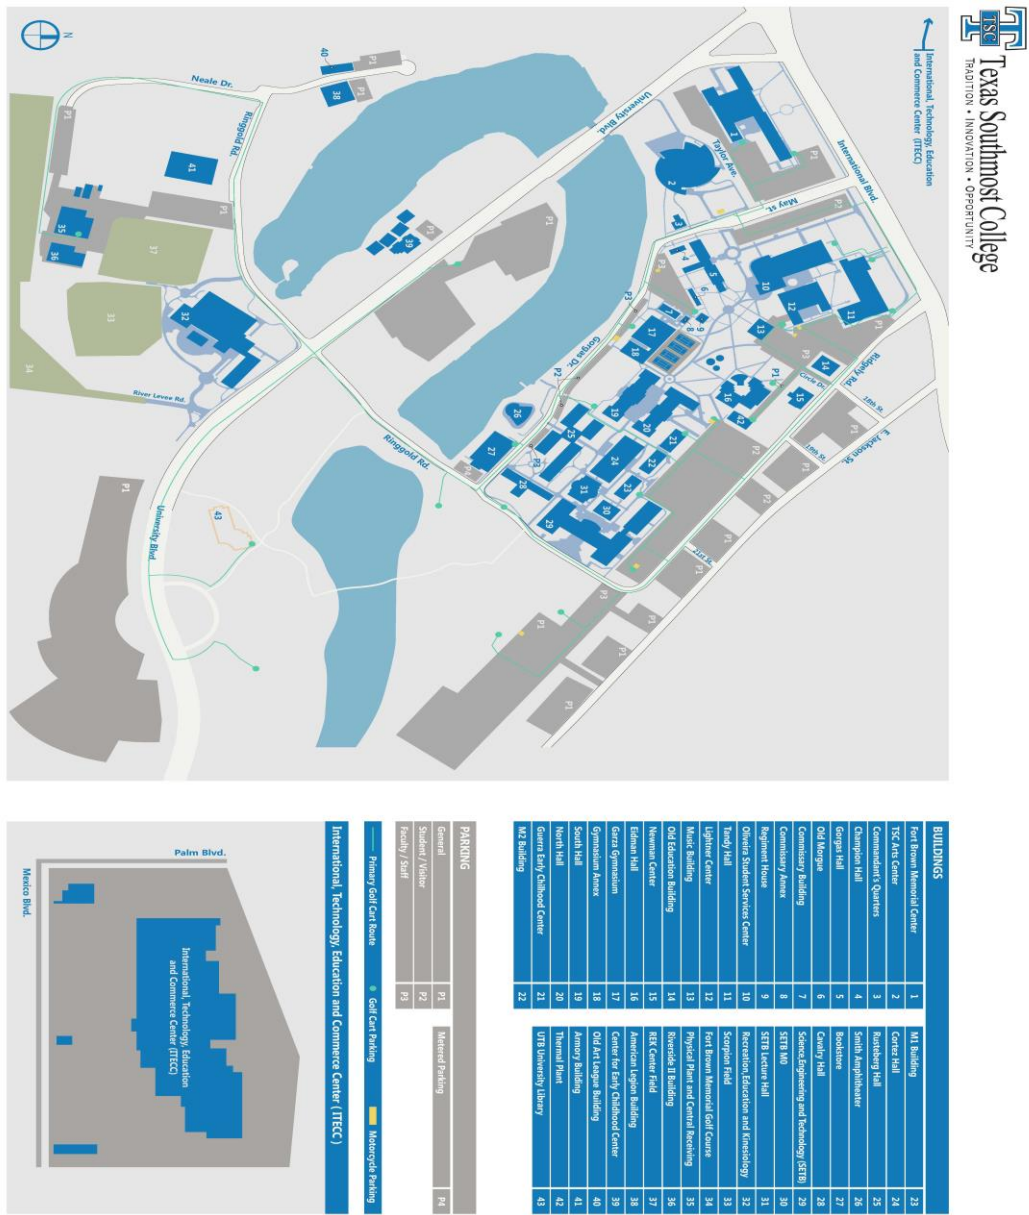 TSC
Texas Southmost College
TRADITION • INNOVATION • OPPORTUNITY
International, Technology, Education
and Commerce Center (ITECC)
N
Neale Dr.
Ringgold Rd.
University Blvd.
Taylor Ave.
International Blvd.
May st.
Gorgas Dr.
Ridgely Rd
Circle Dr.
18th St.
19th St.
E. Jackson St.
21st St.
River Levee Rd.
Ringgold Rd.
University Blvd
BUILDINGS
Fort Brown Memorial Center 1
TSC Arts Center 2
Commandant's Quarters 3
Champion Hall 4
Gorgas Hall 5
Old Morgue 6
Commissary Building 7
Commissary Annex 8
Regiment House 9
Oliveira Student Services Center 10
Tandy Hall 11
Lightner Center 12
Music Building 13
Old Education Building 14
Newman Center 15
Eidman Hall 16
Garza Gymnasium 17
Gymnasium Annex 18
South Hall 19
North Hall 20
Guerra Early Chilhood Center 21
M2 Building 22
M1 Building 23
Cortez Hall 24
Rusteberg Hall 25
Smith Amphitheater 26
Bookstore 27
Cavalry Hall 28
Science,Engineering and Technology (SETB) 29
SETB M0 30
SETB Lecture Hall 31
Recreation,Education and Kinesiology 32
Scorpion Field 33
Fort Brown Memorial Golf Course 34
Physical Plant and Central Receiving 35
Riverside II Building 36
REK Center Field 37
American Legion Building 38
Center for Early Childhood Center 39
Old Art League Building 40
Armory Building 41
Thermal Plant 42
UTB University Library 43
PARKING
General P1
Student / Visitor P2
Faculty / Staff P3
Metered Parking P4
Primary Golf Cart Route
Golf Cart Parking
Motorcycle Parking
International, Technology, Education and Commerce Center ( ITECC )
Palm Blvd.
Mexico Blvd.
International, Technology, Education
and Commerce Center (ITECC)